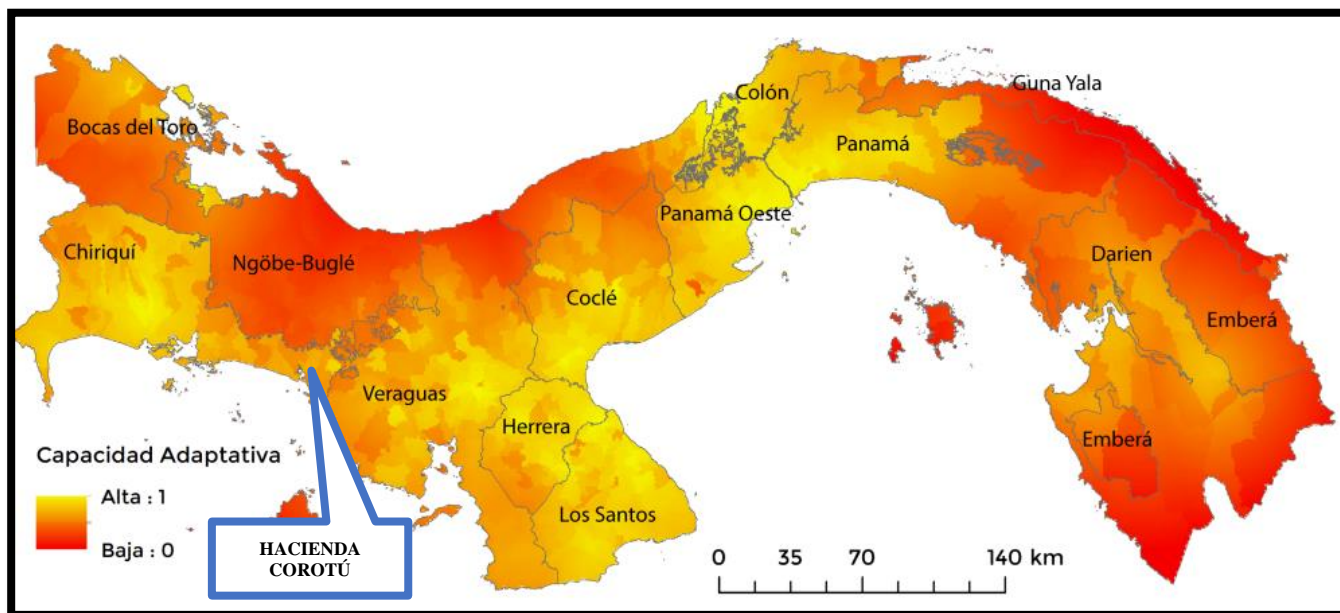 Guna Yala
Colón
Bocas del Toro
Panamá
Panamá Oeste
Chiriquí
Ngöbe-Buglé
Darien
Coclé
Emberá
Veraguas
Herrera
Emberá
Los Santos
Capacidad Adaptativa
Alta : 1
Baja : 0
HACIENDA
COROTÚ
0 35 70 140 km